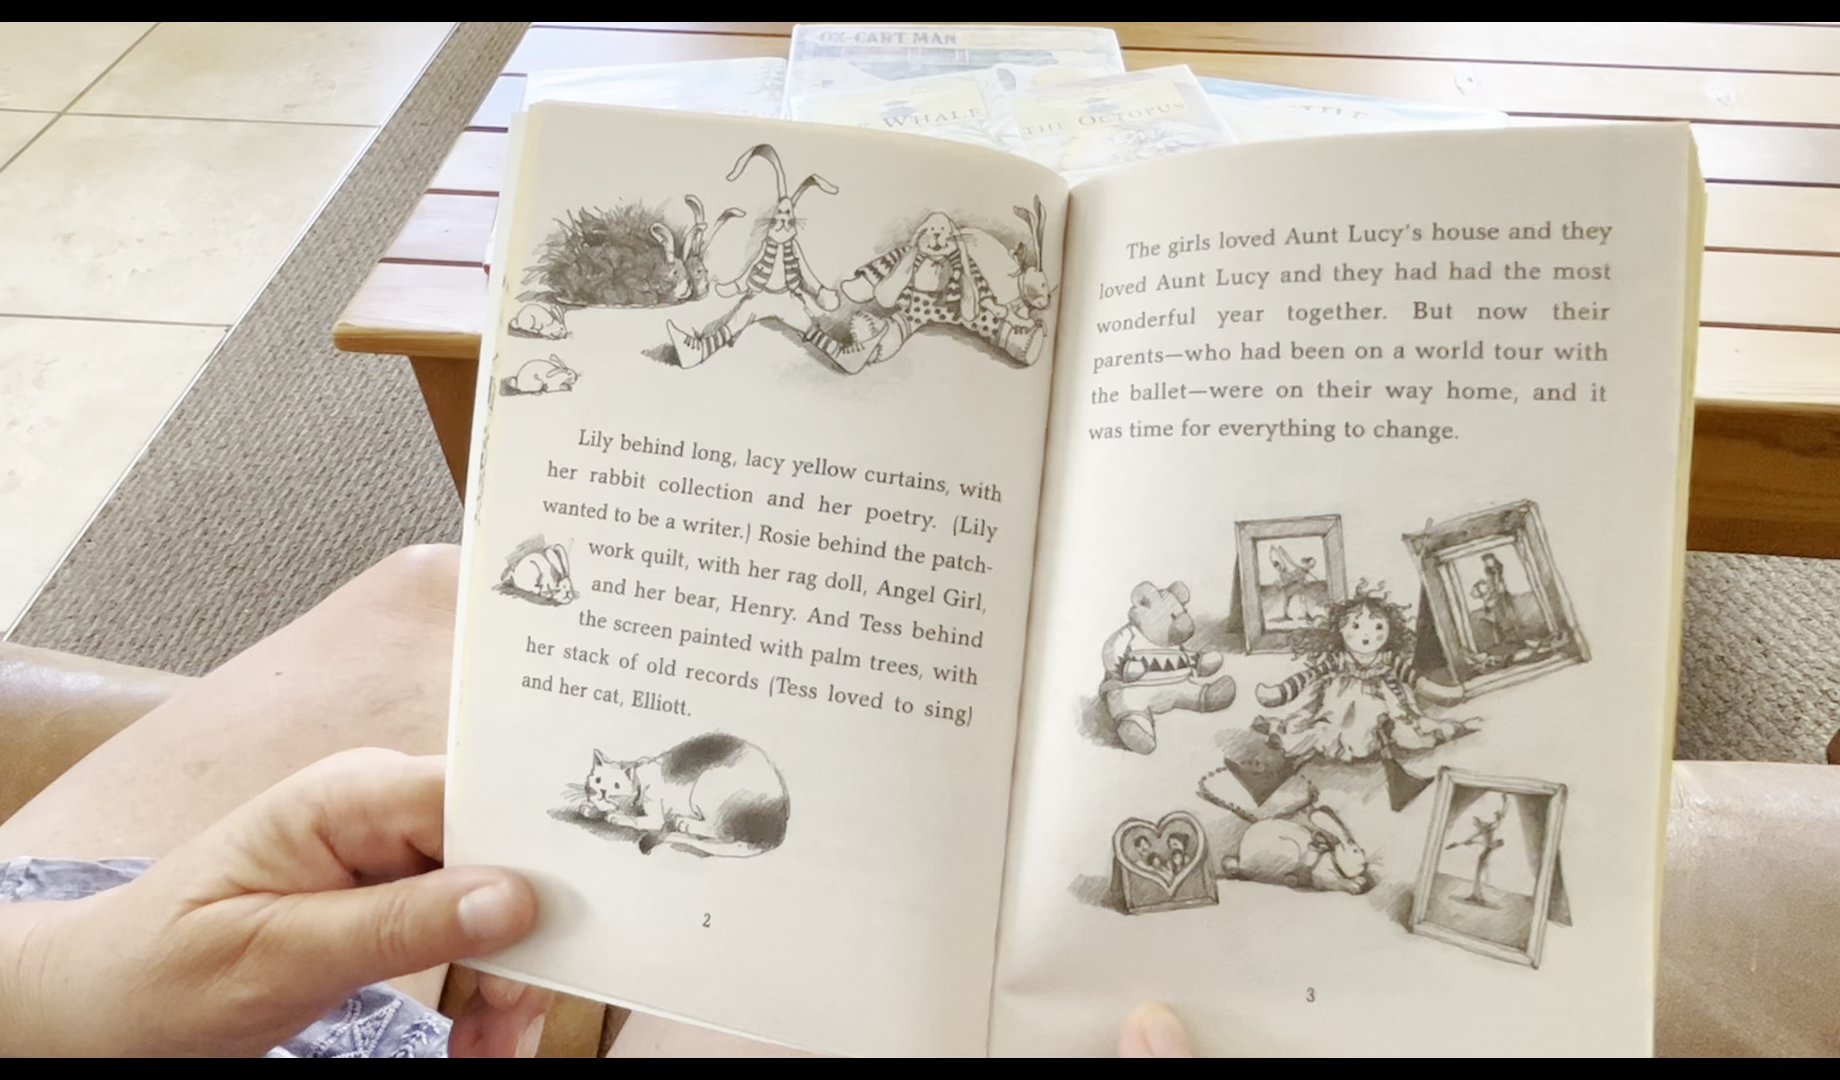 OX-CART MAN
WHALE
THE OCTOPUS
Lily behind long, lacy yellow curtains, with
her rabbit collection and her poetry. (Lily
wanted to be a writer.) Rosie behind the patch-
work quilt, with her rag doll, Angel Girl,
and her bear, Henry. And Tess behind
the screen painted with palm trees, with
her stack of old records (Tess loved to sing)
and her cat, Elliott.
2
The girls loved Aunt Lucy's house and they
loved Aunt Lucy and they had had the most
wonderful year together. But now their
parents—who had been on a world tour with
the ballet—were on their way home, and it
was time for everything to change.
3